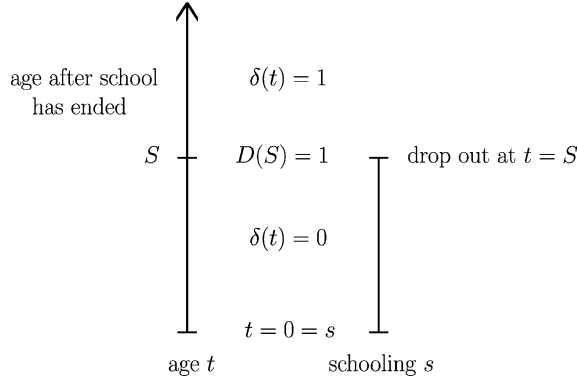 age after school
has ended
δ(t) = 1
S
D(S) = 1
drop out at t = S
δ(t) = 0
t = 0 = s
age t
schooling s